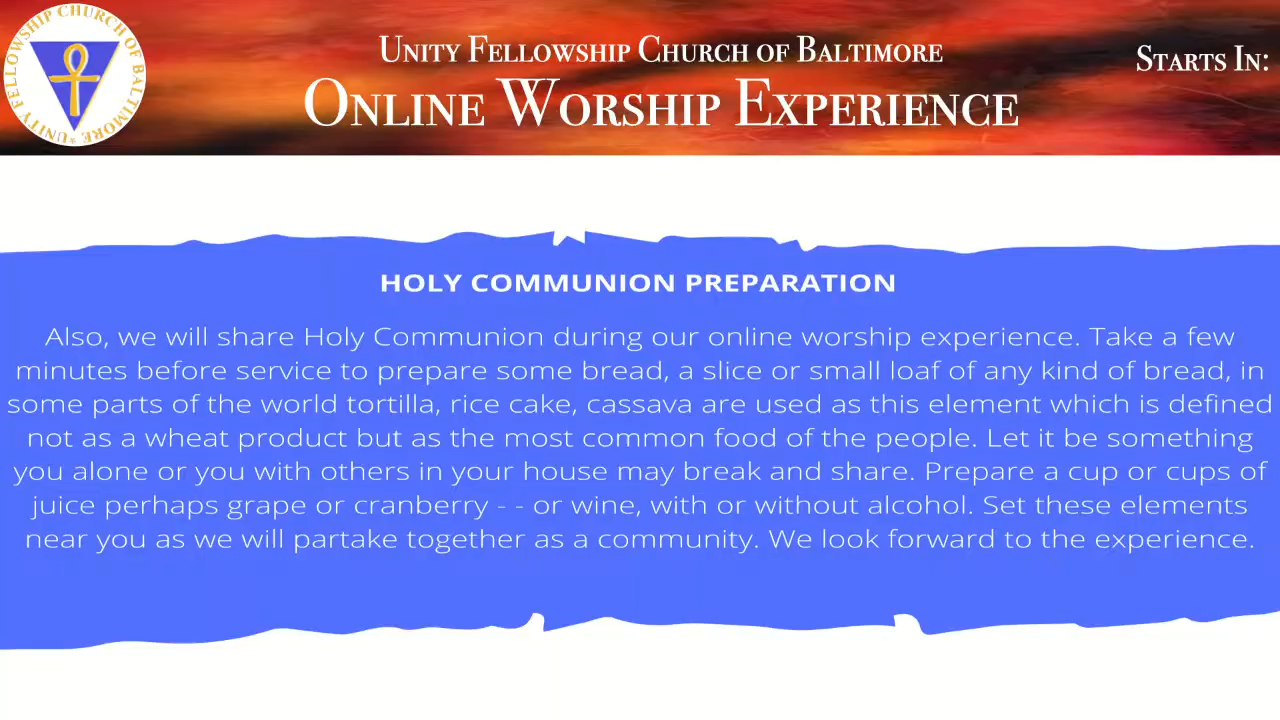 UNITY FELLOWSHIP CHURCH OF BALTIMORE *
UNITY FELLOWSHIP CHURCH OF BALTIMORE
ONLINE WORSHIP EXPERIENCE
STARTS IN:
HOLY COMMUNION PREPARATION
Also, we will share Holy Communion during our online worship experience. Take a few
minutes before service to prepare some bread, a slice or small loaf of any kind of bread, in
some parts of the world tortilla, rice cake, cassava are used as this element which is defined
not as a wheat product but as the most common food of the people. Let it be something
you alone or you with others in your house may break and share. Prepare a cup or cups of
juice perhaps grape or cranberry - - or wine, with or without alcohol. Set these elements
near you as we will partake together as a community. We look forward to the experience.